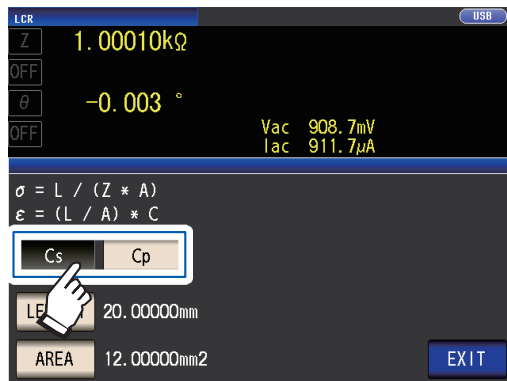 LCR USB
Z 1.00010kΩ
OFF
θ -0.003 °
OFF
Vac 908.7mV
Iac 911.7μA
σ = L / (Z * A)
ε = (L / A) * C
Cs Cp
20.00000mm
AREA 12.00000mm2
EXIT